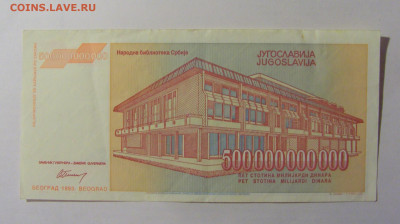 COINS.LAVE.RU
Народна библиотека Србије
ЈУГОСЛАВИЈА
JUGOSLAVIJA
500000000000
ПЕТ СТОТИНА МИЛИЈАРДИ ДИНАРА
PET STOTINA MILIJARDI DINARA
БЕОГРАД 1993 BEOGRAD